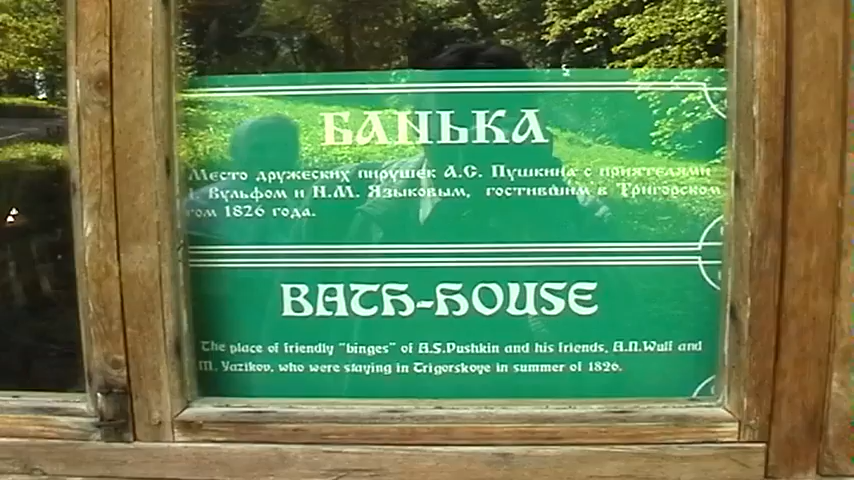 БАНЬКА
Место дружеских пирушек А.С. Пушкина с приятелями
Вульфом и Н.М. Языковым, гостившим в Тригорском
1826 года.
BATH-HOUSE
The place of friendly "binges" of A.S.Pushkin and his friends, A.N.Wulf and
M. Yazikov, who were staying in Trigorskoye in summer of 1826.